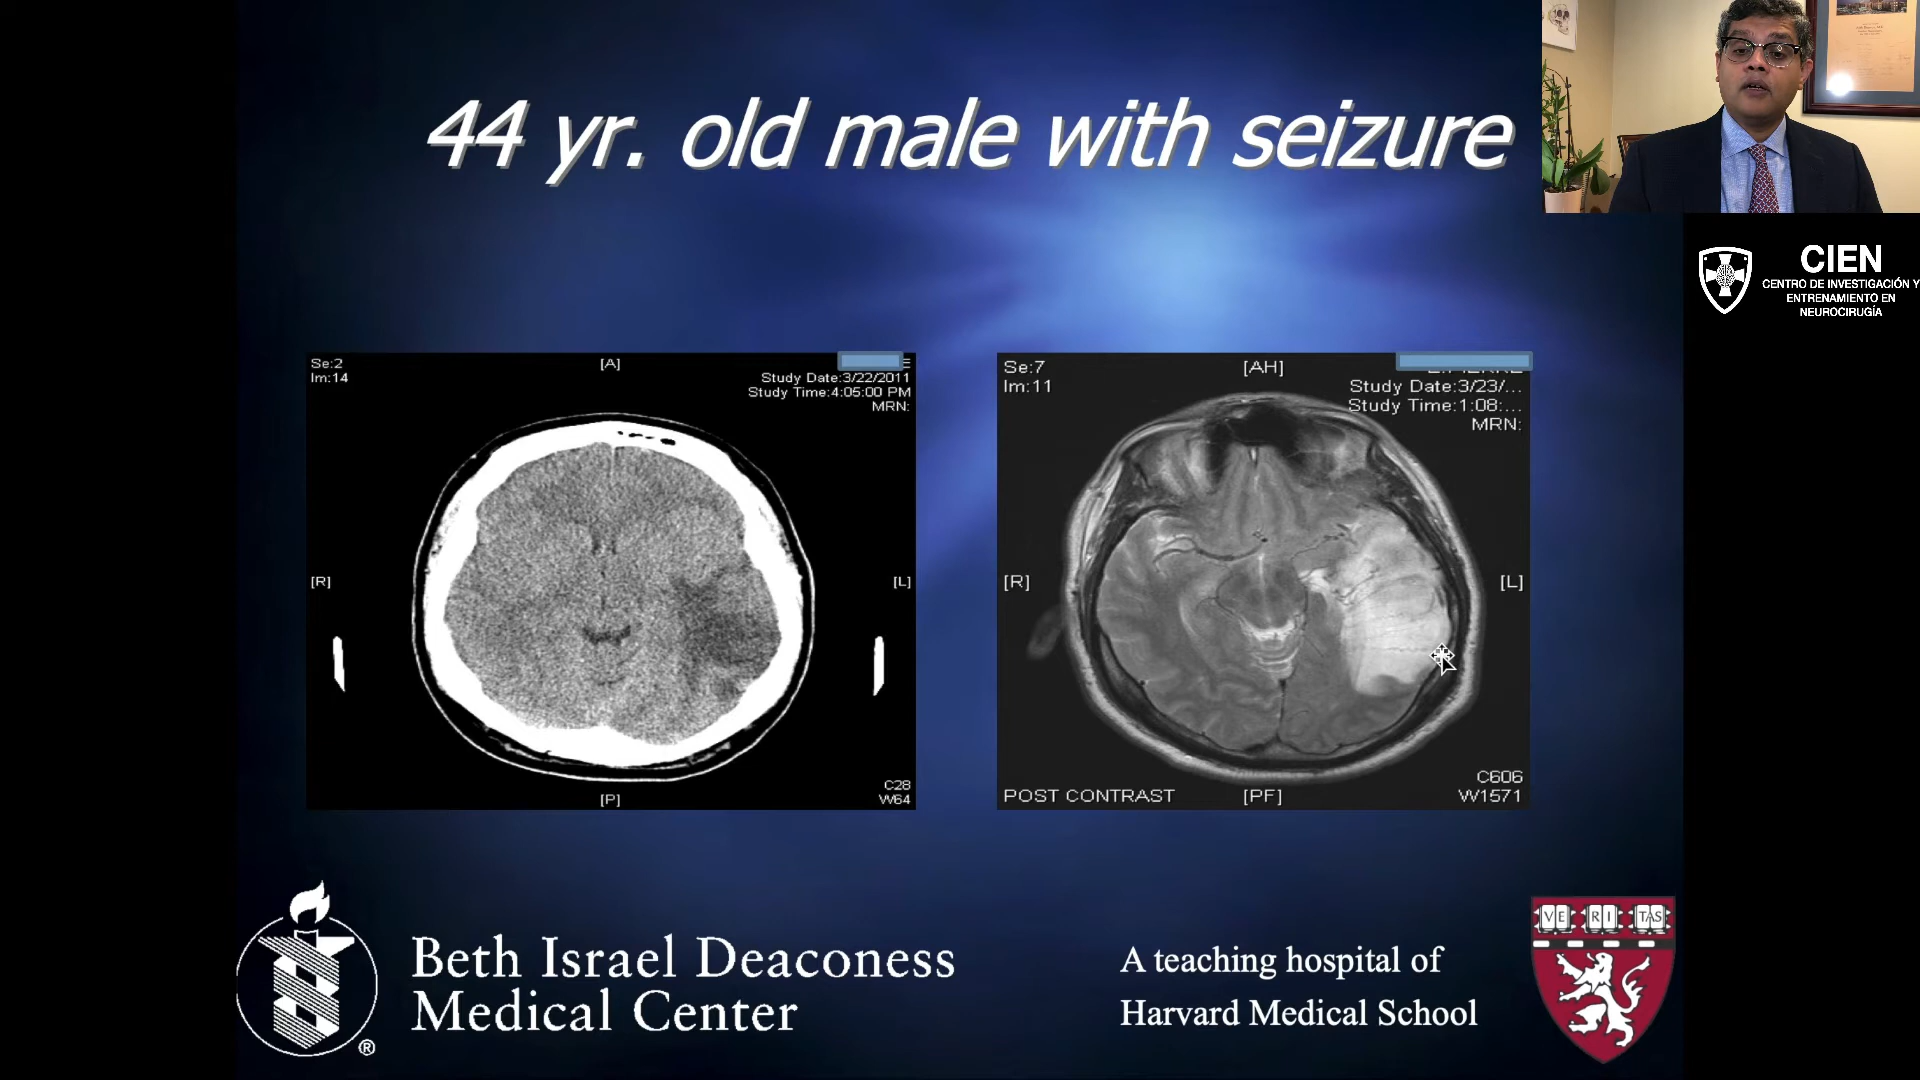 44 yr. old male with seizure
CIEN
CENTRO DE INVESTIGACIÓN Y
ENTRENAMIENTO EN
NEUROCIRUGÍA
Se:2
Im:14
[A]
Study Date:3/22/2011
Study Time:4:05:00 PM
MRN:
[R]
[L]
C28
W64
[P]
Se:7
Im:11
[AH]
Study Date:3/23/...
Study Time:1:08:...
MRN:
[R]
[L]
C606
W1571
POST CONTRAST
[PF]
Beth Israel Deaconess
Medical Center
®
A teaching hospital of
Harvard Medical School
VE RI TAS